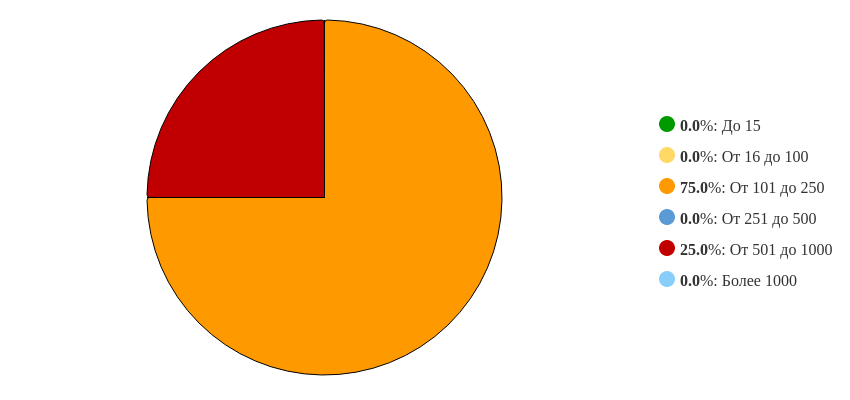 0.0%: До 15
0.0%: От 16 до 100
75.0%: От 101 до 250
0.0%: От 251 до 500
25.0%: От 501 до 1000
0.0%: Более 1000